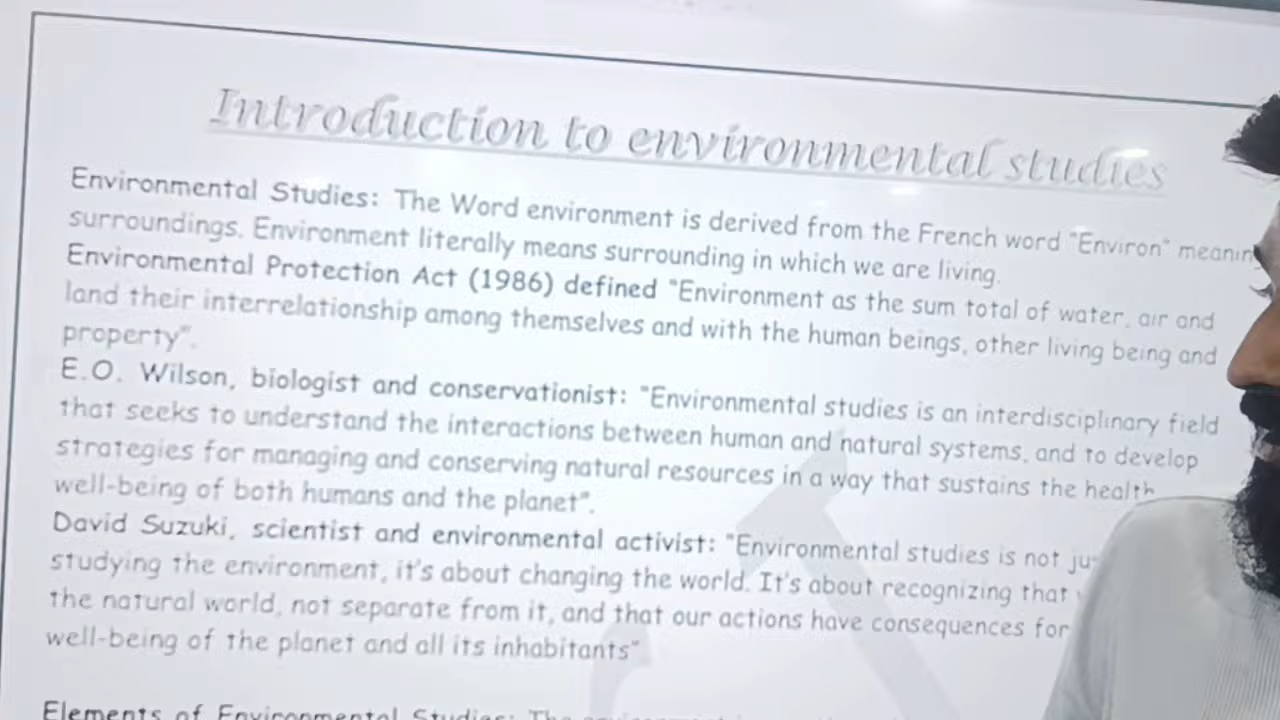 Introduction to environmental studies
Environmental Studies: The Word environment is derived from the French word "Environ"
surroundings. Environment literally means surrounding in which we are living.
Environmental Protection Act (1986) defined "Environment as the sum total of water, air and
land their interrelationship among themselves and with the human beings, other living being and
property".
E.O. Wilson, biologist and conservationist: "Environmental studies is an interdisciplinary field
that seeks to understand the interactions between human and natural systems, and to develop
strategies for managing and conserving natural resources in a way that sustains the
well-being of both humans and the planet".
David Suzuki, scientist and environmental activist: "Environmental studies is not
studying the environment, it's about changing the world. It's about recognizing that
the natural world, not separate from it, and that our actions have consequences for
well-being of the planet and all its inhabitants"
Elements of Environmental Studies: The